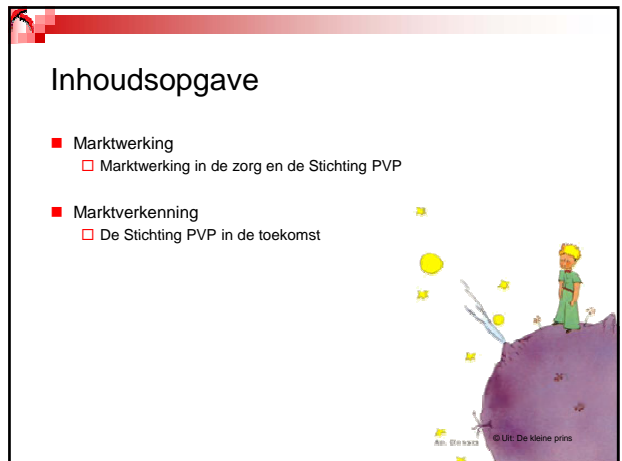 Inhoudsopgave
Marktwerking
Marktwerking in de zorg en de Stichting PVP
Marktverkenning
De Stichting PVP in de toekomst
© Uit: De kleine prins